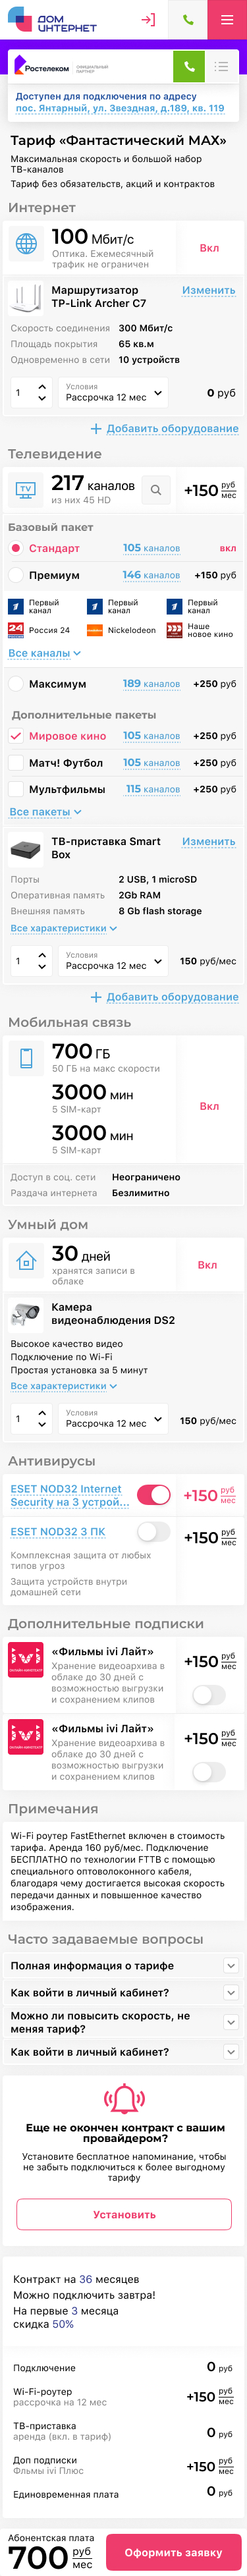 ДОМ
ИНТЕРНЕТ
Ростелеком
ОФИЦИАЛЬНЫЙ
ПАРТНЕР
Доступен для подключения по адресу
пос. Янтарный, ул. Звездная, д.189, кв. 119
Тариф «Фантастический MAX»
Максимальная скорость и большой набор
ТВ-каналов
Тариф без обязательств, акций и контрактов
Интернет
100 Мбит/с
Оптика. Ежемесячный
трафик не ограничен
Вкл
Маршрутизатор
TP-Link Archer C7
Изменить
Скорость соединения 300 Мбит/с
Площадь покрытия 65 кв.м
Одновременно в сети 10 устройств
1
Условия
Рассрочка 12 мес
0 руб
Добавить оборудование
Телевидение
TV
217 каналов
из них 45 HD
+150 руб
мес
Базовый пакет
Стандарт 105 каналов вкл
Премиум 146 каналов +150 руб
Первый
канал
Первый
канал
Первый
канал
Россия 24
Nickelodeon
Наше
новое кино
Все каналы
Максимум 189 каналов +250 руб
Дополнительные пакеты
Мировое кино 105 каналов +250 руб
Матч! Футбол 105 каналов +250 руб
Мультфильмы 115 каналов +250 руб
Все пакеты
ТВ-приставка Smart
Box
Изменить
Порты 2 USB, 1 microSD
Оперативная память 2Gb RAM
Внешняя память 8 Gb flash storage
Все характеристики
1
Условия
Рассрочка 12 мес
150 руб/мес
Добавить оборудование
Мобильная связь
700 ГБ
50 ГБ на макс скорости
3000 мин
5 SIM-карт
3000 мин
5 SIM-карт
Вкл
Доступ в соц. сети Неограничено
Раздача интернета Безлимитно
Умный дом
30 дней
хранятся записи в
облаке
Вкл
Камера
видеонаблюдения DS2
Высокое качество видео
Подключение по Wi-Fi
Простая установка за 5 минут
Все характеристики
1
Условия
Рассрочка 12 мес
150 руб/мес
Антивирусы
ESET NOD32 Internet
Security на 3 устрой...
+150 руб
мес
ESET NOD32 3 ПК
+150 руб
мес
Комплексная защита от любых
типов угроз
Защита устройств внутри
домашней сети
Дополнительные подписки
«Фильмы ivi Лайт»
Хранение видеоархива в
облаке до 30 дней с
возможностью выгрузки
и сохранением клипов
+150 руб
мес
«Фильмы ivi Лайт»
Хранение видеоархива в
облаке до 30 дней с
возможностью выгрузки
и сохранением клипов
+150 руб
мес
Примечания
Wi-Fi роутер FastEthernet включен в стоимость
тарифа. Аренда 160 руб/мес. Подключение
БЕСПЛАТНО по технологии FTTB с помощью
специального оптоволоконного кабеля,
благодаря чему достигается высокая скорость
передачи данных и повышенное качество
изображения.
Часто задаваемые вопросы
Полная информация о тарифе
Как войти в личный кабинет?
Можно ли повысить скорость, не
меняя тариф?
Как войти в личный кабинет?
Еще не окончен контракт с вашим
провайдером?
Установите бесплатное напоминание, чтобы
не забыть подключиться к более выгодному
тарифу
Установить
Контракт на 36 месяцев
Можно подключить завтра!
На первые 3 месяца
скидка 50%
Подключение 0 руб
Wi-Fi-роутер
рассрочка на 12 мес
+150 руб
мес
ТВ-приставка
аренда (вкл. в тариф)
0 руб
Доп подписки
Фльмы ivi Плюс
+150 руб
мес
Единовременная плата 0 руб
Абонентская плата
700 руб
мес
Оформить заявку